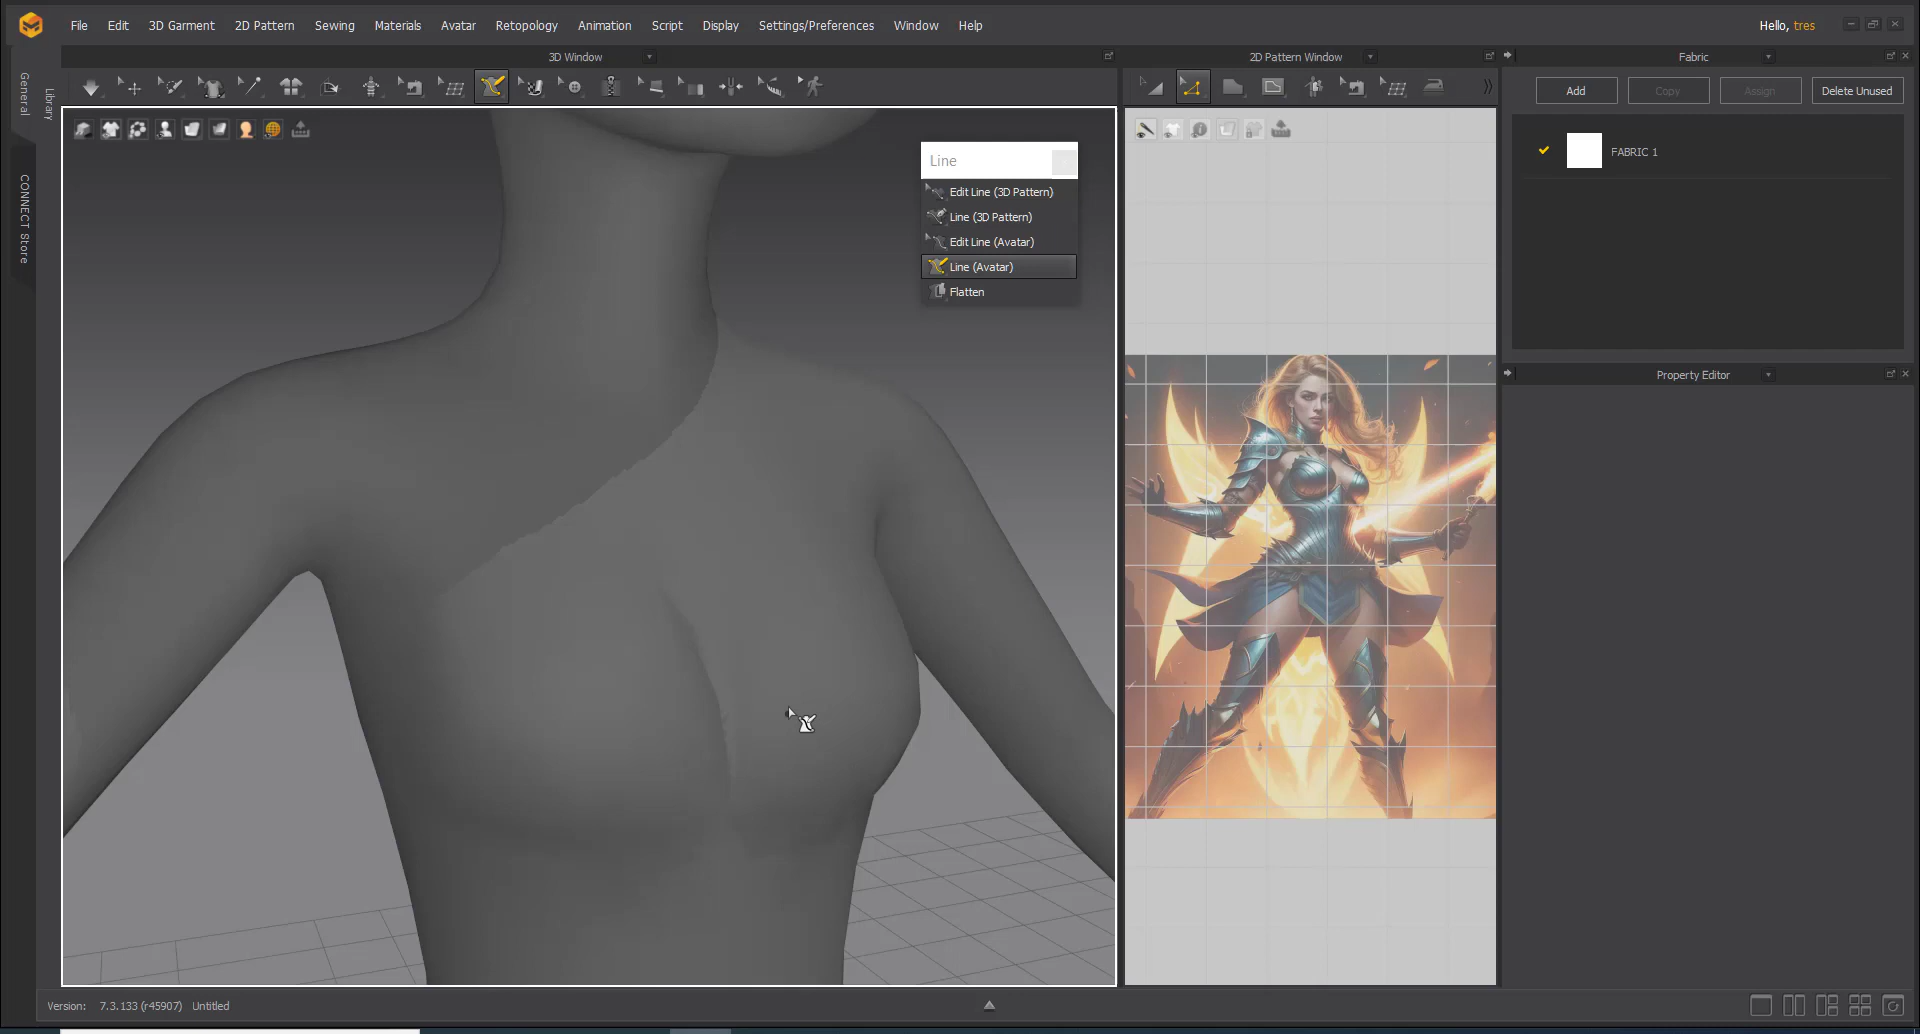 File Edit 3D Garment 2D Pattern Sewing Materials Avatar Retopology Animation Script Display Settings/Preferences Window Help
Hello, tres
3D Window
2D Pattern Window
Fabric
General
Library
CONNECT Store
Add
Copy
Assign
Delete Unused
FABRIC 1
Line
Edit Line (3D Pattern)
Line (3D Pattern)
Edit Line (Avatar)
Line (Avatar)
Flatten
Property Editor
Version: 7.3.133 (r45907) Untitled